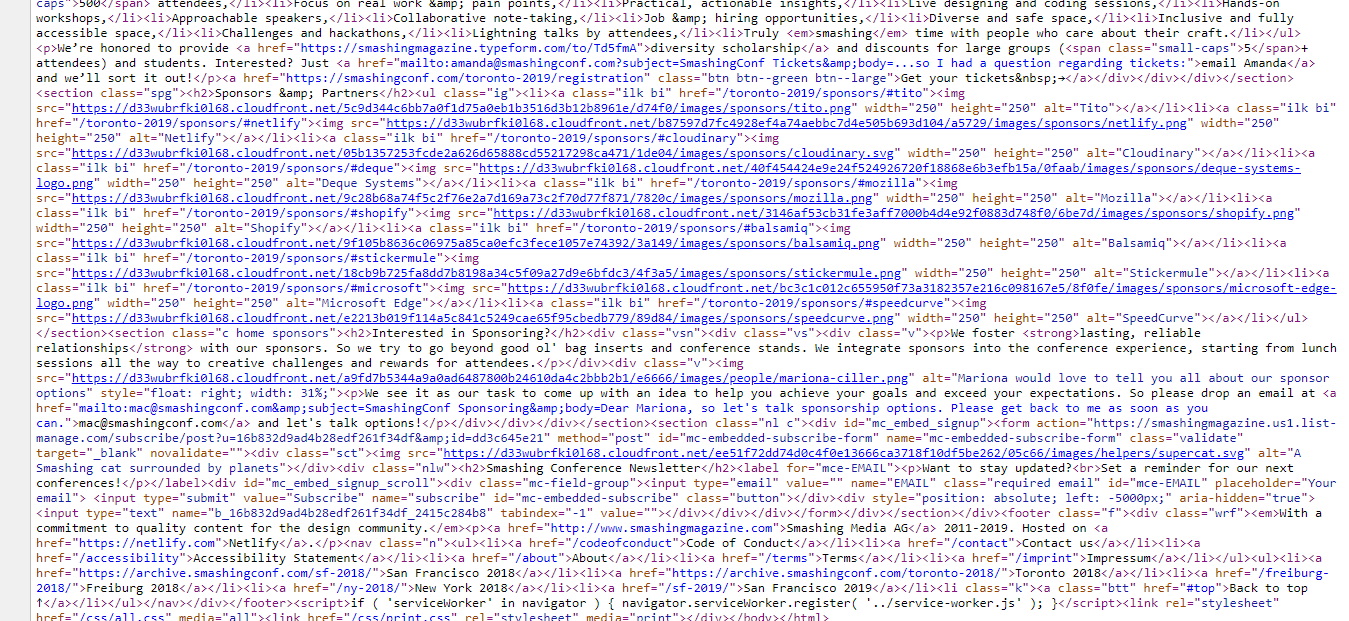 caps">500</span> attendees,</li><li>Focus on real work &amp; pain points,</li><li>Practical, actionable insights,</li><li>Live designing and coding sessions,</li><li>Hands-on
workshops,</li><li>Approachable speakers,</li><li>Collaborative note-taking,</li><li>Job &amp; hiring opportunities,</li><li>Diverse and safe space,</li><li>Inclusive and fully
accessible space,</li><li>Challenges and hackathons,</li><li>Lightning talks by attendees,</li><li>Truly <em>smashing</em> time with people who care about their craft.</li></ul>
<p>We're honored to provide <a href="https://smashingmagazine.typeform.com/to/Td5fmA">diversity scholarship</a> and discounts for large groups (<span class="small-caps">5</span>+
attendees) and students. Interested? Just <a href="mailto:amanda@smashingconf.com?subject=SmashingConf Tickets&amp;body=...so I had a question regarding tickets:">email Amanda</a>
and we'll sort it out!</p><a href="https://smashingconf.com/toronto-2019/registration" class="btn btn--green btn--large">Get your tickets&nbsp;→</a></div></div></div></section>
<section class="spg"><h2>Sponsors &amp; Partners</h2><ul class="ig"><li><a class="ilk bi" href="/toronto-2019/sponsors/#tito"><img
src="https://d33wubrfki0l68.cloudfront.net/5c9d344c6bb7a0f1d75a0eb1b3516d3b12b8961e/d74f0/images/sponsors/tito.png" width="250" height="250" alt="Tito"></a></li><li><a class="ilk bi"
href="/toronto-2019/sponsors/#netlify"><img src="https://d33wubrfki0l68.cloudfront.net/b87597d7fc4928ef4a74aebbc7d4e505b693d104/a5729/images/sponsors/netlify.png" width="250"
height="250" alt="Netlify"></a></li><li><a class="ilk bi" href="/toronto-2019/sponsors/#cloudinary"><img
src="https://d33wubrfki0l68.cloudfront.net/05b1357253fcde2a626d65888cd55217298ca471/1de04/images/sponsors/cloudinary.svg" width="250" height="250" alt="Cloudinary"></a></li><li><a
class="ilk bi" href="/toronto-2019/sponsors/#deque"><img src="https://d33wubrfki0l68.cloudfront.net/40f454424e9e24f524926720f18868e6b3efb15a/0faab/images/sponsors/deque-systems-
logo.png" width="250" height="250" alt="Deque Systems"></a></li><li><a class="ilk bi" href="/toronto-2019/sponsors/#mozilla"><img
src="https://d33wubrfki0l68.cloudfront.net/9c28b68a74f5c2f76e2a7d169a73c2f70d77f871/7820c/images/sponsors/mozilla.png" width="250" height="250" alt="Mozilla"></a></li><li><a
class="ilk bi" href="/toronto-2019/sponsors/#shopify"><img src="https://d33wubrfki0l68.cloudfront.net/3146af53cb31fe3aff7000b4d4e92f0883d748f0/6be7d/images/sponsors/shopify.png"
width="250" height="250" alt="Shopify"></a></li><li><a class="ilk bi" href="/toronto-2019/sponsors/#balsamiq"><img
src="https://d33wubrfki0l68.cloudfront.net/9f105b8636c06975a85ca0efc3fece1057e74392/3a149/images/sponsors/balsamiq.png" width="250" height="250" alt="Balsamiq"></a></li><li><a
class="ilk bi" href="/toronto-2019/sponsors/#stickermule"><img
src="https://d33wubrfki0l68.cloudfront.net/18cb9b725fa8dd7b8198a34c5f09a27d9e6bfdc3/4f3a5/images/sponsors/stickermule.png" width="250" height="250" alt="Stickermule"></a></li><li><a
class="ilk bi" href="/toronto-2019/sponsors/#microsoft"><img src="https://d33wubrfki0l68.cloudfront.net/bc3c1c012c655950f73a3182357e216c098167e5/8f0fe/images/sponsors/microsoft-edge-
logo.png" width="250" height="250" alt="Microsoft Edge"></a></li><li><a class="ilk bi" href="/toronto-2019/sponsors/#speedcurve"><img
src="https://d33wubrfki0l68.cloudfront.net/e2213b019f114a5c841c5249cae65f95cbedb779/89d84/images/sponsors/speedcurve.png" width="250" height="250" alt="SpeedCurve"></a></li></ul>
</section><section class="c home sponsors"><h2>Interested in Sponsoring?</h2><div class="vsn"><div class="vs"><div class="v"><p>We foster <strong>lasting, reliable
relationships</strong> with our sponsors. So we try to go beyond good ol' bag inserts and conference stands. We integrate sponsors into the conference experience, starting from lunch
sessions all the way to creative challenges and rewards for attendees.</p></div><div class="v"><img
src="https://d33wubrfki0l68.cloudfront.net/a9fd7b5344a9a0ad6487800b24610da4c2bbb2b1/e6666/images/people/mariona-ciller.png" alt="Mariona would love to tell you all about our sponsor
options" style="float: right; width: 31%;"><p>We see it as our task to come up with an idea to help you achieve your goals and exceed your expectations. So please drop an email at <a
href="mailto:mac@smashingconf.com&amp;subject=SmashingConf Sponsoring&amp;body=Dear Mariona, so let's talk sponsorship options. Please get back to me as soon as you
can.">mac@smashingconf.com</a> and let's talk options!</p></div></div></div></section><section class="nl c"><div id="mc_embed_signup"><form action="https://smashingmagazine.us1.list-
manage.com/subscribe/post?u=16b832d9ad4b28edf261f34df&amp;id=dd3c645e21" method="post" id="mc-embedded-subscribe-form" name="mc-embedded-subscribe-form" class="validate"
target="_blank" novalidate=""><div class="sct"><img src="https://d33wubrfki0l68.cloudfront.net/ee51f72dd74d0c4f0e13666ca3718f10df5be262/05c66/images/helpers/supercat.svg" alt="A
Smashing cat surrounded by planets"></div><div class="nlw"><h2>Smashing Conference Newsletter</h2><label for="mce-EMAIL"><p>Want to stay updated?<br>Set a reminder for our next
conferences!</p></label><div id="mc_embed_signup_scroll"><div class="mc-field-group"><input type="email" value="" name="EMAIL" class="required email" id="mce-EMAIL" placeholder="Your
email"> <input type="submit" value="Subscribe" name="subscribe" id="mc-embedded-subscribe" class="button"></div><div style="position: absolute; left: -5000px;" aria-hidden="true">
<input type="text" name="b_16b832d9ad4b28edf261f34df_2415c284b8" tabindex="-1" value=""></div></div></div></form></div></section></div><footer class="f"><div class="wrf"><em>With a
commitment to quality content for the design community.</em><p><a href="http://www.smashingmagazine.com">Smashing Media AG</a> 2011-2019. Hosted on <a
href="https://netlify.com">Netlify</a>.</p><nav class="n"><ul><li><a href="/codeofconduct">Code of Conduct</a></li><li><a href="/contact">Contact us</a></li><li><a
href="/accessibility">Accessibility Statement</a></li><li><a href="/about">About</a></li><li><a href="/terms">Terms</a></li><li><a href="/imprint">Impressum</a></li></ul><ul><li><a
href="https://archive.smashingconf.com/sf-2018/">San Francisco 2018</a></li><li><a href="https://archive.smashingconf.com/toronto-2018/">Toronto 2018</a></li><li><a href="/freiburg-
2018/">Freiburg 2018</a></li><li><a href="/ny-2018/">New York 2018</a></li><li><a href="/sf-2019/">San Francisco 2019</a></li><li class="k"><a class="btt" href="#top">Back to top
↑</a></li></ul></nav></div></footer><script>if ( 'serviceWorker' in navigator ) { navigator.serviceWorker.register( '../service-worker.js' ); }</script><link rel="stylesheet"
href="/css/all.css" media="all"><link href="/css/print.css" rel="stylesheet" media="print"></div></body></html>